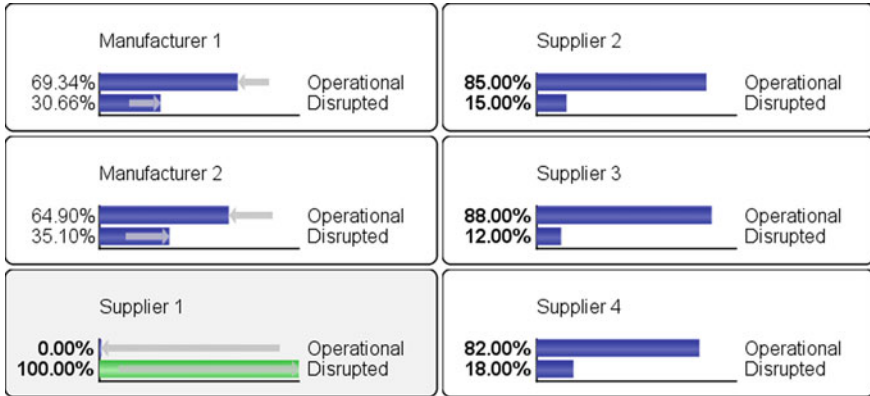 Manufacturer 1
69.34% Operational
30.66% Disrupted
Supplier 2
85.00% Operational
15.00% Disrupted
Manufacturer 2
64.90% Operational
35.10% Disrupted
Supplier 3
88.00% Operational
12.00% Disrupted
Supplier 1
0.00% Operational
100.00% Disrupted
Supplier 4
82.00% Operational
18.00% Disrupted